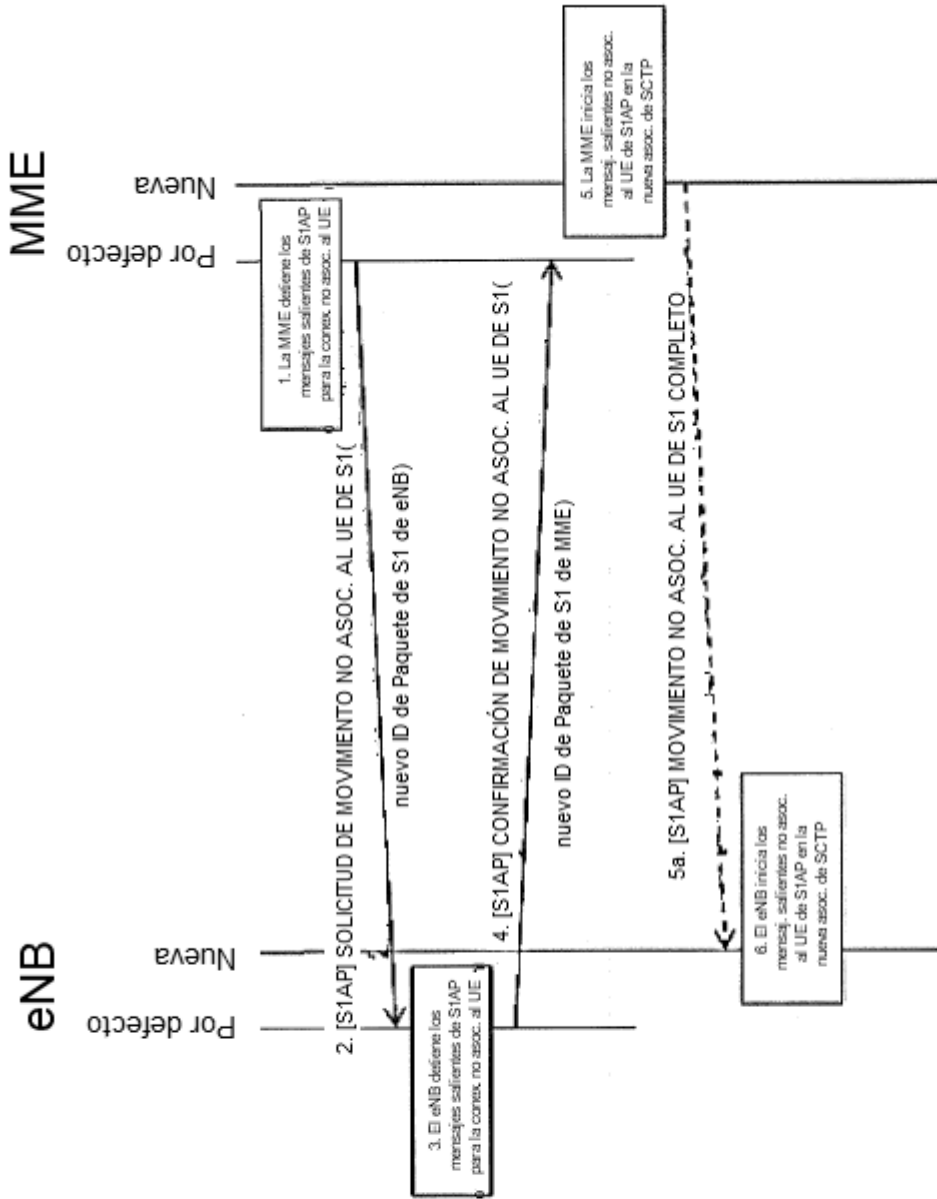 eNB
MME
Por defecto
Nueva
Por defecto
Nueva
1. La MME detiene los
mensajes salientes de S1AP
para la conex. no asoc. al UE
2. [S1AP] SOLICITUD DE MOVIMIENTO NO ASOC. AL UE DE S1(
nuevo ID de Paquete de S1 de eNB)
3. El eNB detiene los
mensajes salientes de S1AP
para la conex. no asoc. al UE
4. [S1AP] CONFIRMACIÓN DE MOVIMIENTO NO ASOC. AL UE DE S1(
nuevo ID de Paquete de S1 de MME)
5. La MME inicia los
mensaj. salientes no asoc.
al UE de S1AP en la
nueva asoc. de SCTP
5a. [S1AP] MOVIMIENTO NO ASOC. AL UE DE S1 COMPLETO
6. El eNB inicia los
mensaj. salientes no asoc.
al UE de S1AP en la
nueva asoc. de SCTP